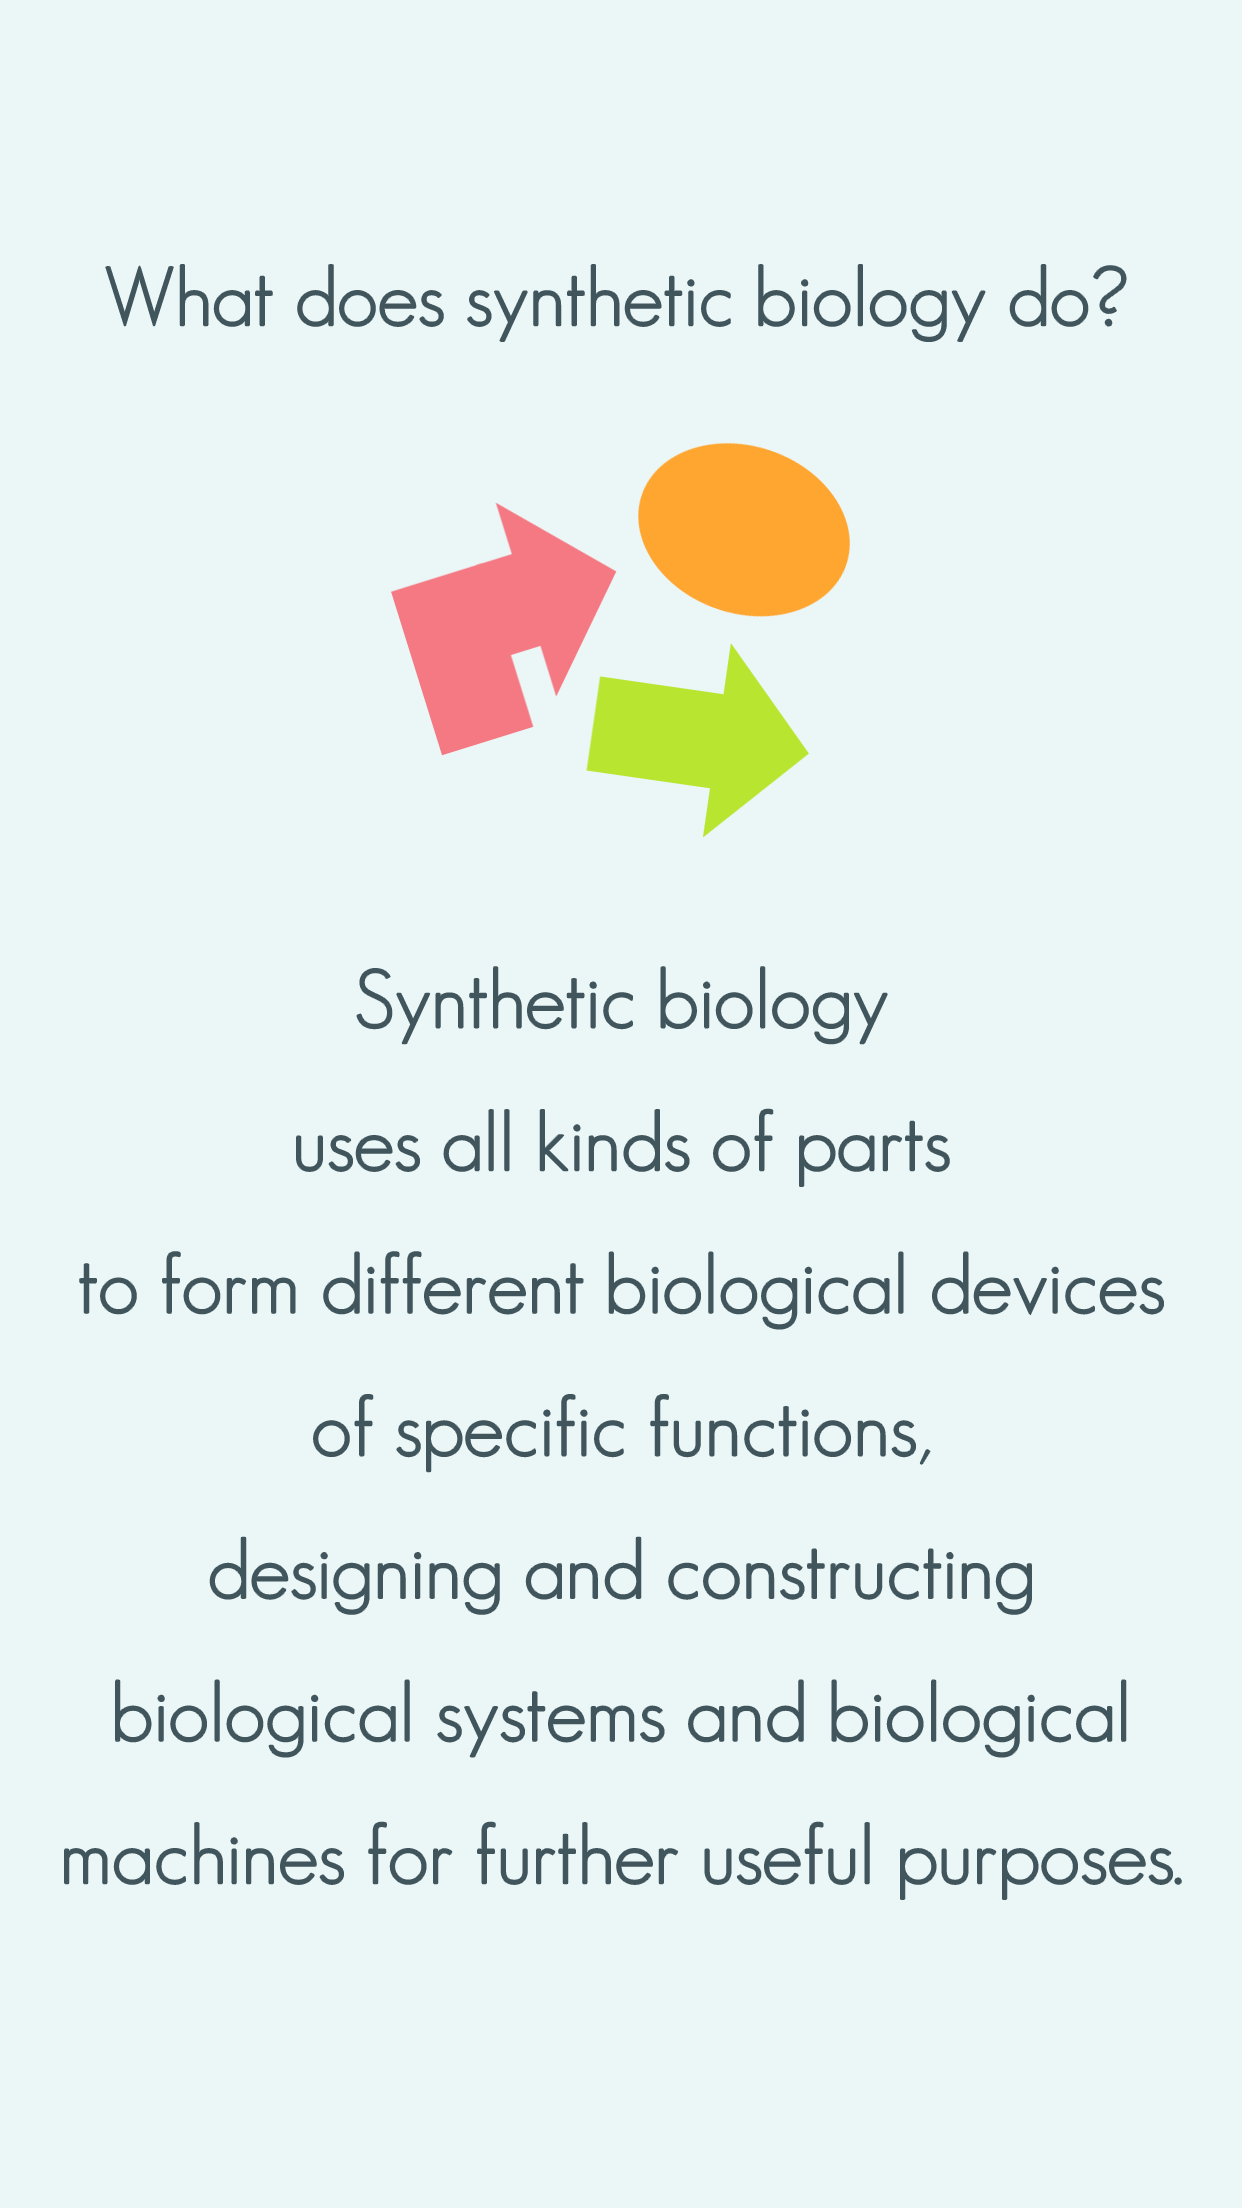 What does synthetic biology do?
Synthetic biology
uses all kinds of parts
to form different biological devices
of specific functions,
designing and constructing
biological systems and biological
machines for further useful purposes.